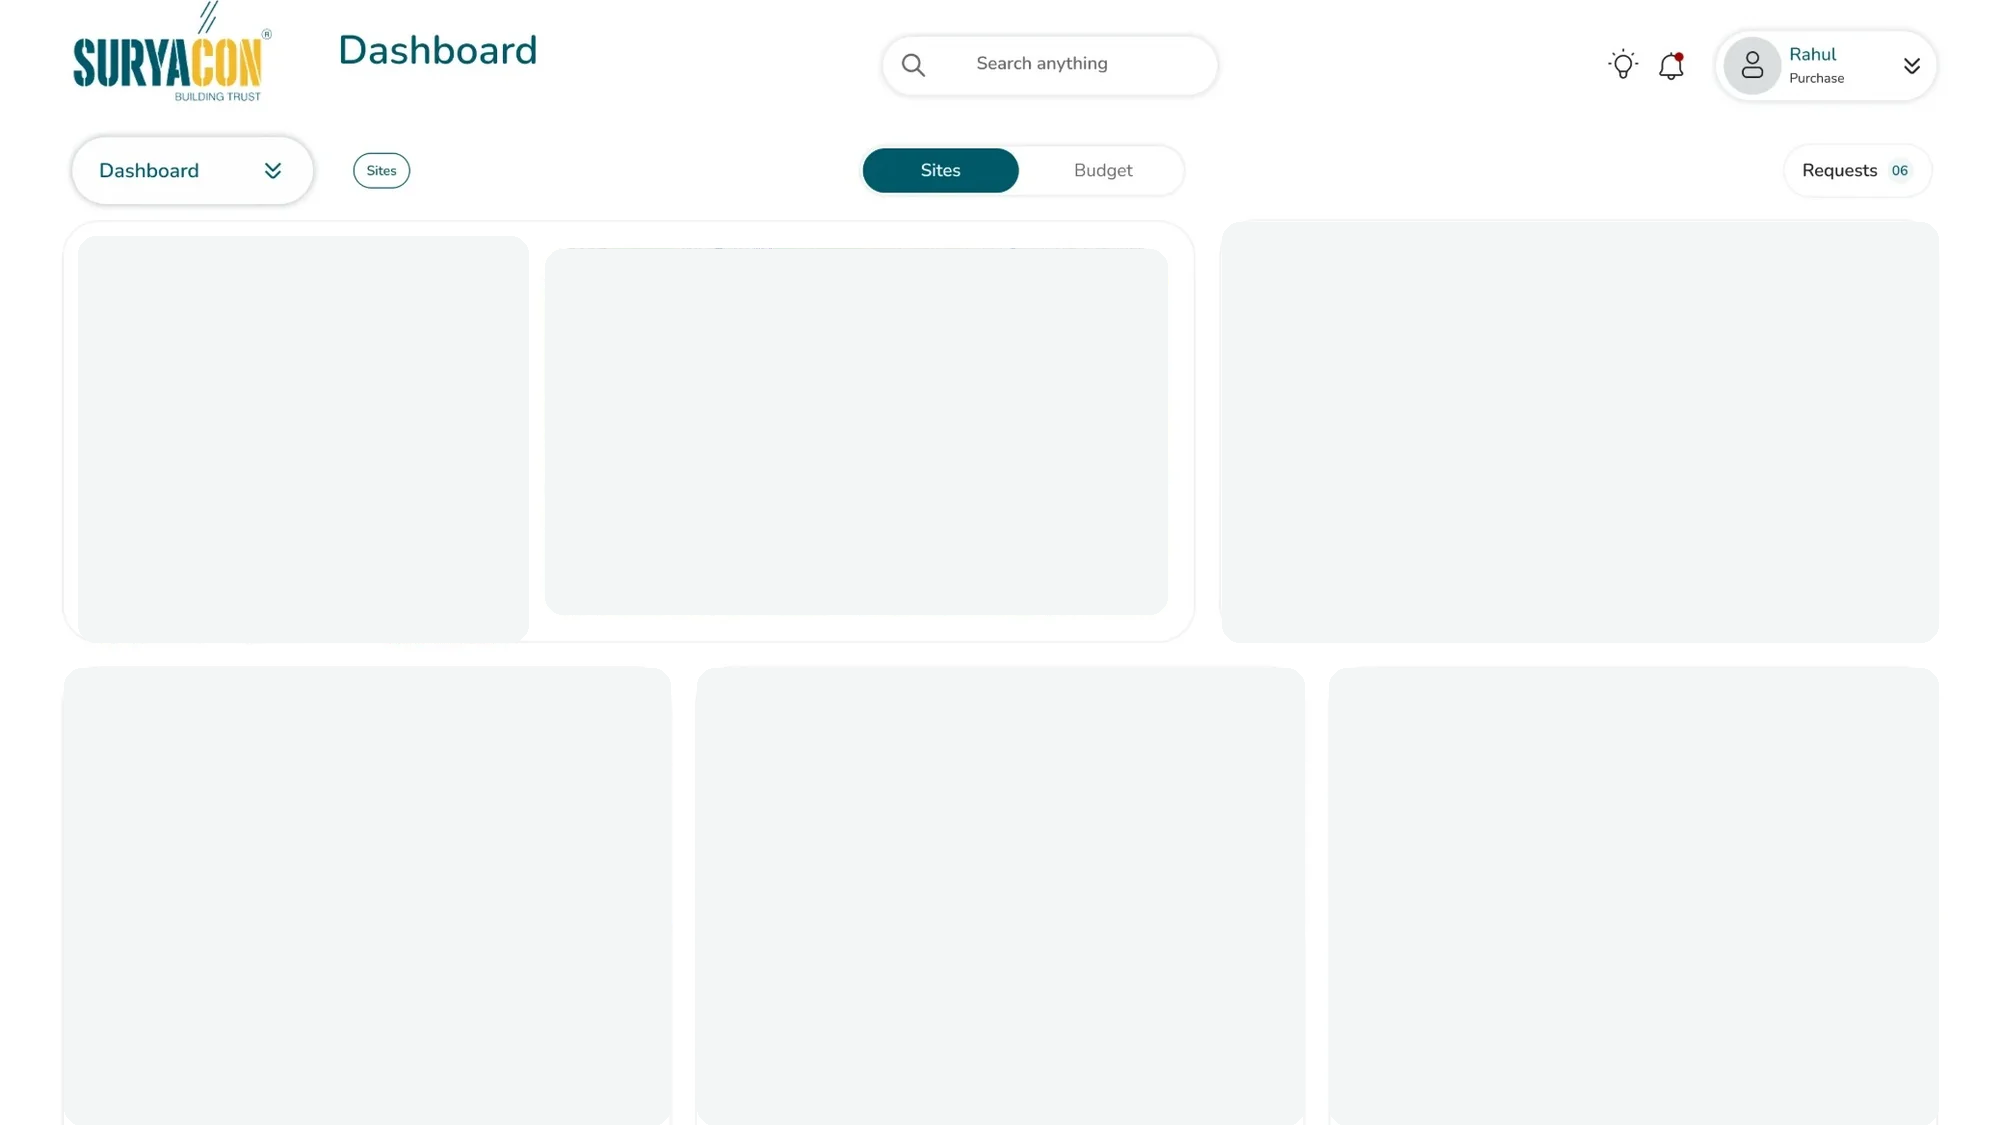 SURYACON®
BUILDING TRUST
Dashboard
Search anything
Rahul
Purchase
Dashboard
Sites
Sites
Budget
Requests 06